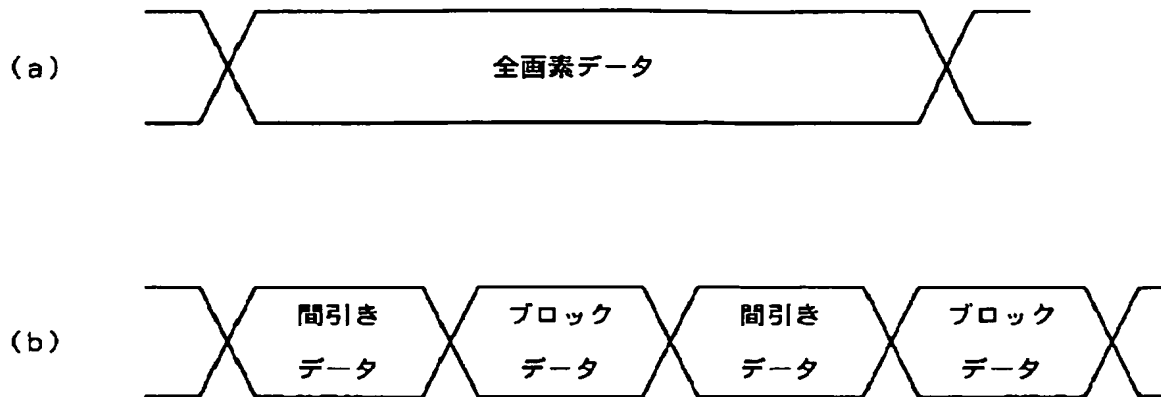 (a)
全画素データ
(b)
間引き
データ
ブロック
データ
間引き
データ
ブロック
データ